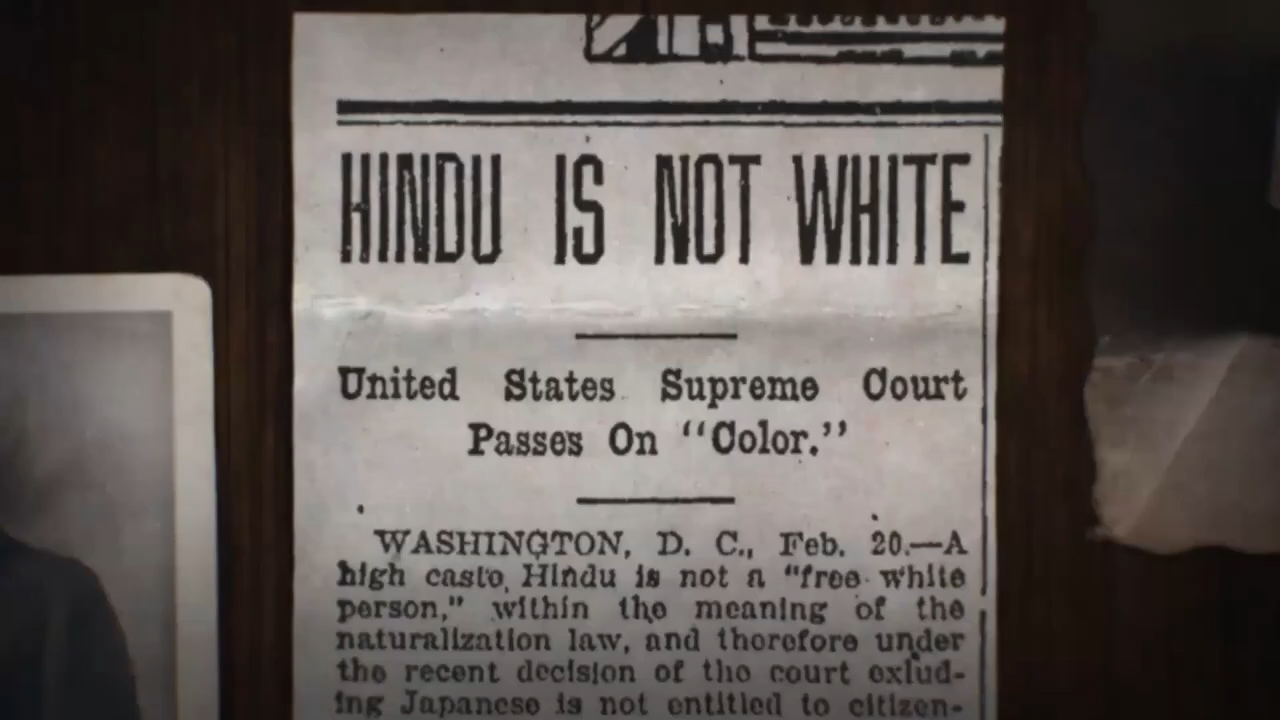 HINDU IS NOT WHITE
United States Supreme Court
Passes On "Color."
WASHINGTON, D. C., Feb. 20.—A
high caste Hindu is not a "free white
person," within the meaning of the
naturalization law, and therefore under
the recent decision of the court exlud-
ing Japanese is not entitled to citizen-